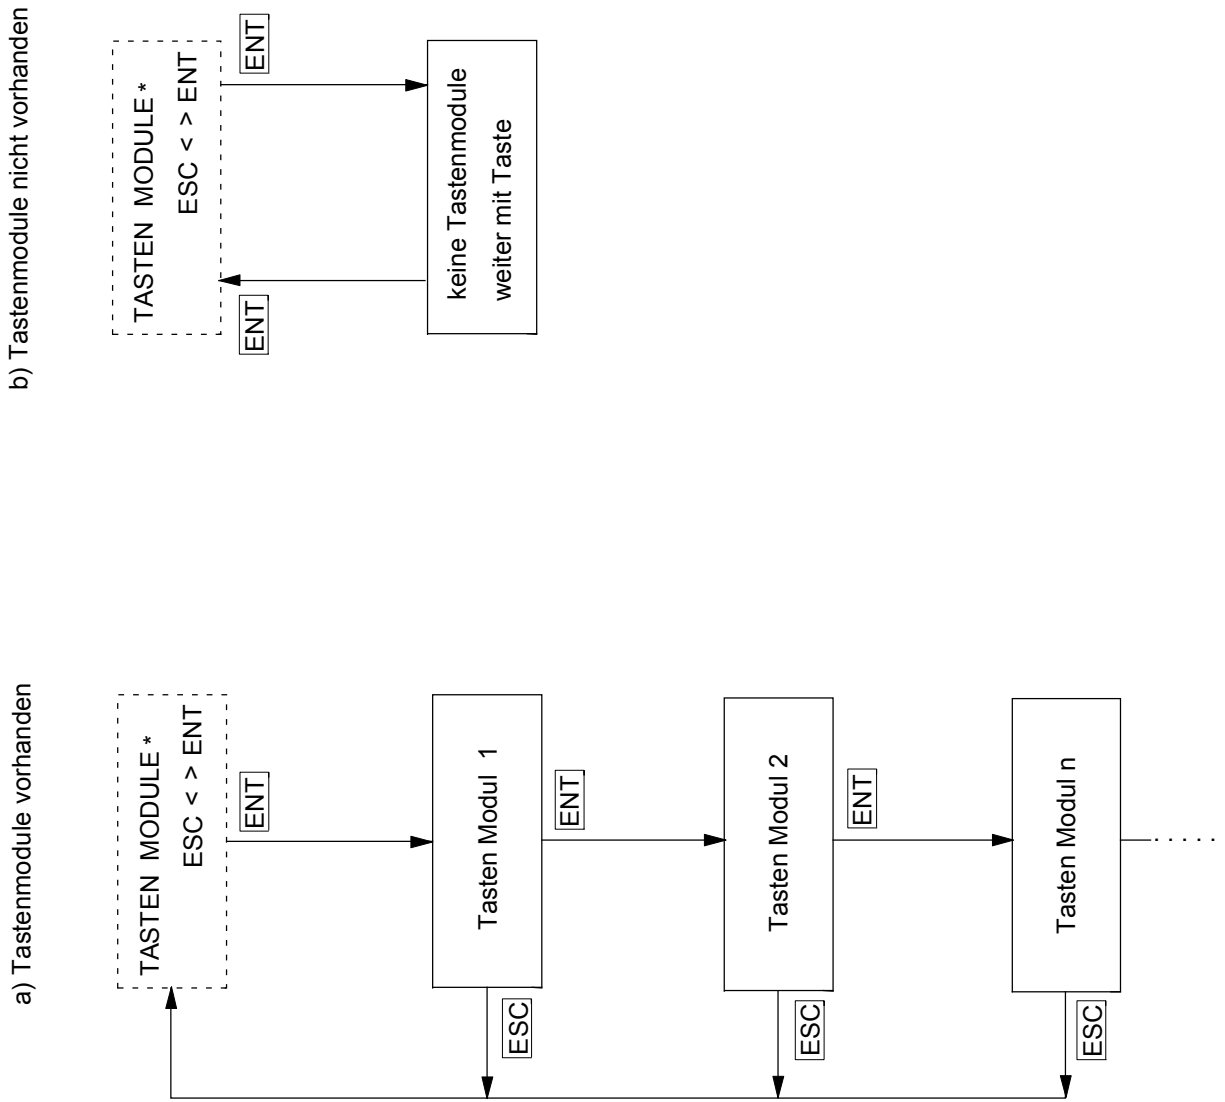 a) Tastenmodule vorhanden
TASTEN MODULE *
ESC < > ENT
ENT
Tasten Modul 1
ESC
ENT
Tasten Modul 2
ESC
ENT
Tasten Modul n
ESC
.....
b) Tastenmodule nicht vorhanden
TASTEN MODULE *
ESC < > ENT
ENT
ENT
keine Tastenmodule
weiter mit Taste